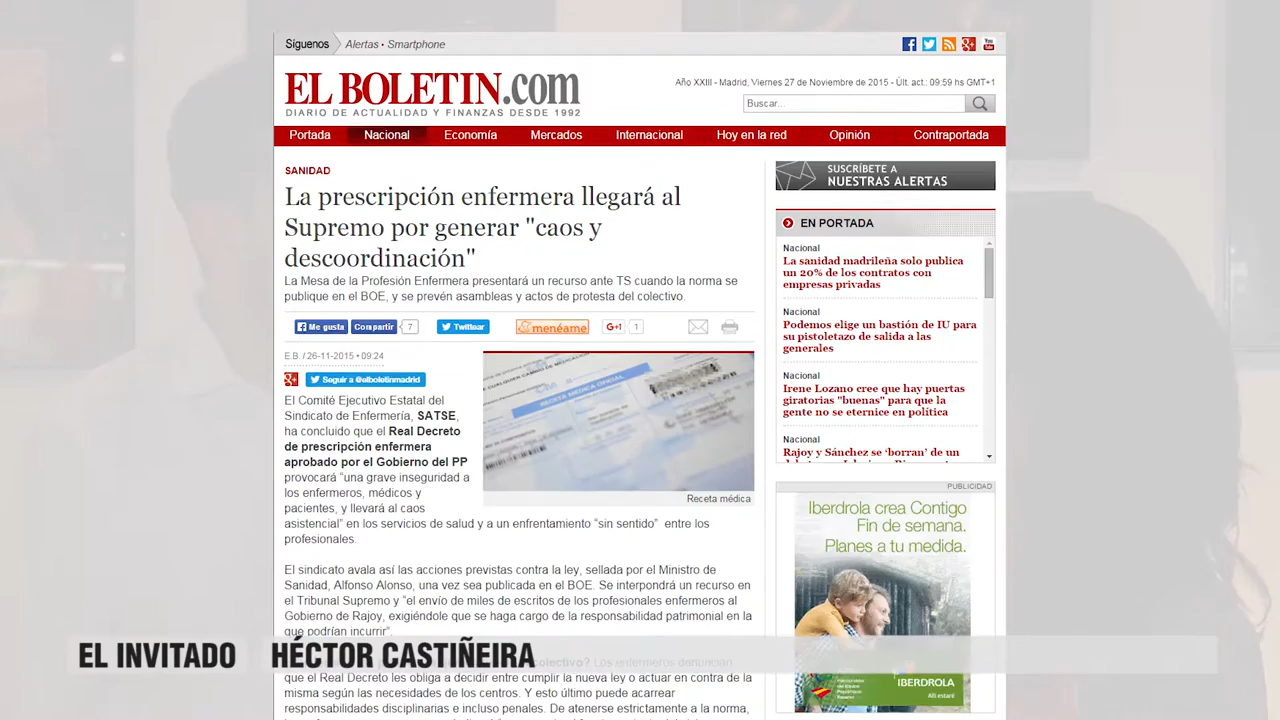 Síguenos Alertas • Smartphone
EL BOLETIN.com
DIARIO DE ACTUALIDAD Y FINANZAS DESDE 1992
Año XXIII - Madrid, Viernes 27 de Noviembre de 2015 - Últ. act.: 09:59 hs GMT+1
Buscar...
Portada Nacional Economía Mercados Internacional Hoy en la red Opinión Contraportada
SANIDAD
La prescripción enfermera llegará al
Supremo por generar "caos y
descoordinación"
La Mesa de la Profesión Enfermera presentará un recurso ante TS cuando la norma se
publique en el BOE, y se prevén asambleas y actos de protesta del colectivo.
Me gusta Compartir 7 Twittear menéame G+1 1
E.B. / 26-11-2015 • 09:24
Seguir a @elboletinmadrid
El Comité Ejecutivo Estatal del
Sindicato de Enfermería, SATSE,
ha concluido que el Real Decreto
de prescripción enfermera
aprobado por el Gobierno del PP
provocará "una grave inseguridad a
los enfermeros, médicos y
pacientes, y llevará al caos
asistencial" en los servicios de salud y a un enfrentamiento "sin sentido" entre los
profesionales.
RECETA MÉDICA OFICIAL
Receta médica
El sindicato avala así las acciones previstas contra la ley, sellada por el Ministro de
Sanidad, Alfonso Alonso, una vez sea publicada en el BOE. Se interpondrá un recurso en
el Tribunal Supremo y "el envío de miles de escritos de los profesionales enfermeros al
Gobierno de Rajoy, exigiéndole que se haga cargo de la responsabilidad patrimonial en la
que podrían incurrir".
colectivo? Los enfermeros denuncian
que el Real Decreto les obliga a decidir entre cumplir la nueva ley o actuar en contra de la
misma según las necesidades de los centros. Y esto último puede acarrear
responsabilidades disciplinarias e incluso penales. De atenerse estrictamente a la norma,
SUSCRÍBETE A
NUESTRAS ALERTAS
EN PORTADA
Nacional
La sanidad madrileña solo publica
un 20% de los contratos con
empresas privadas
Nacional
Podemos elige un bastión de IU para
su pistoletazo de salida a las
generales
Nacional
Irene Lozano cree que hay puertas
giratorias "buenas" para que la
gente no se eternice en política
Nacional
Rajoy y Sánchez se 'borran' de un
PUBLICIDAD
Iberdrola crea Contigo
Fin de semana.
Planes a tu medida.
IBERDROLA
EL INVITADO HÉCTOR CASTIÑEIRA